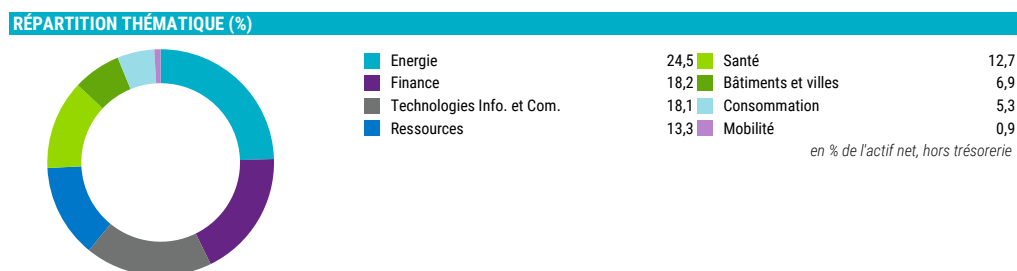 RÉPARTITION THÉMATIQUE (%)
Energie 24,5 Santé 12,7
Finance 18,2 Bâtiments et villes 6,9
Technologies Info. et Com. 18,1 Consommation 5,3
Ressources 13,3 Mobilité 0,9
en % de l'actif net, hors trésorerie